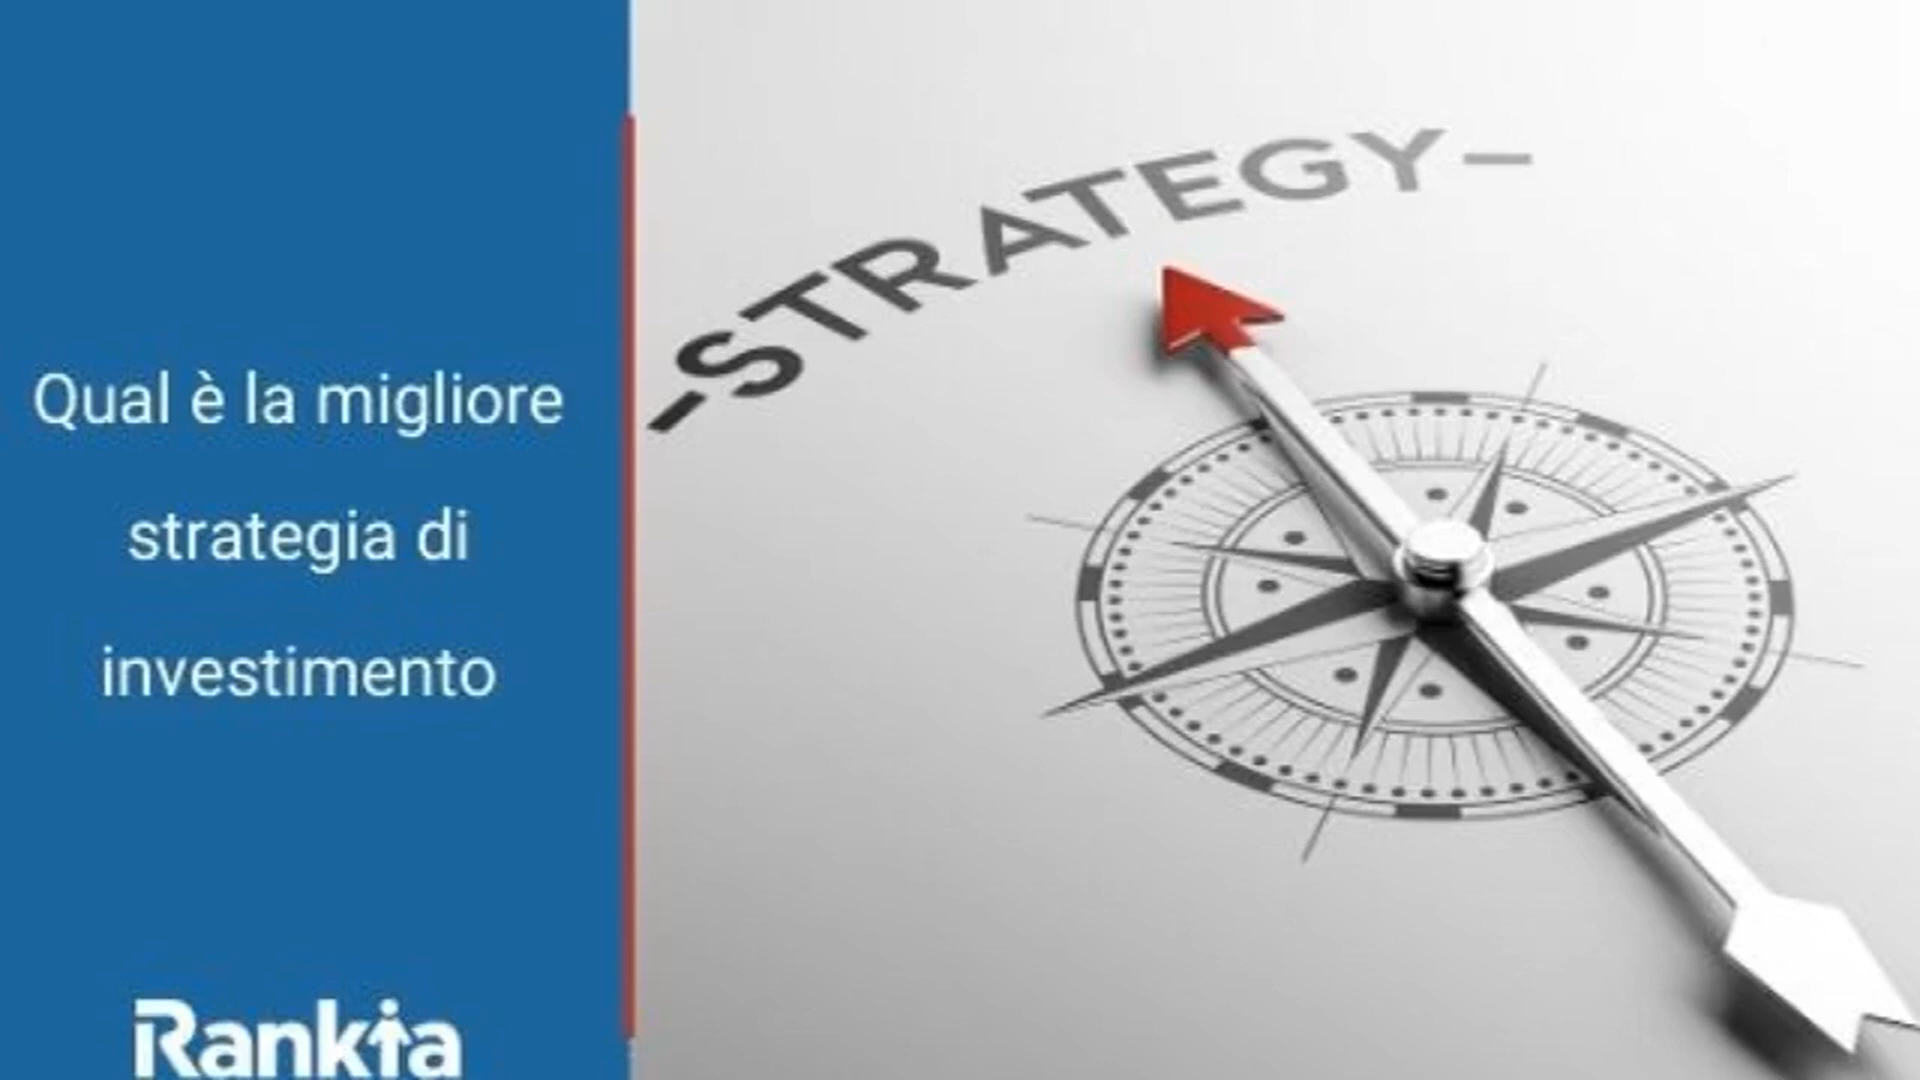 Qual è la migliore
strategia di
investimento
Rankia
-STRATEGY-